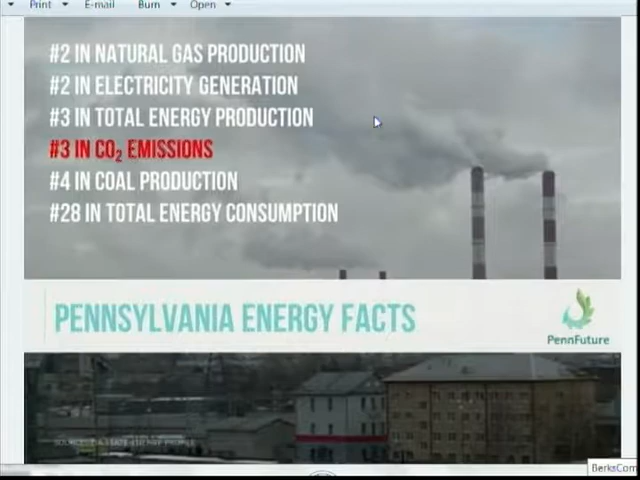 Print
E-mail
Burn
Open
#2 IN NATURAL GAS PRODUCTION
#2 IN ELECTRICITY GENERATION
#3 IN TOTAL ENERGY PRODUCTION
#3 IN CO₂ EMISSIONS
#4 IN COAL PRODUCTION
#28 IN TOTAL ENERGY CONSUMPTION
PENNSYLVANIA ENERGY FACTS
PennFuture
BerksCom